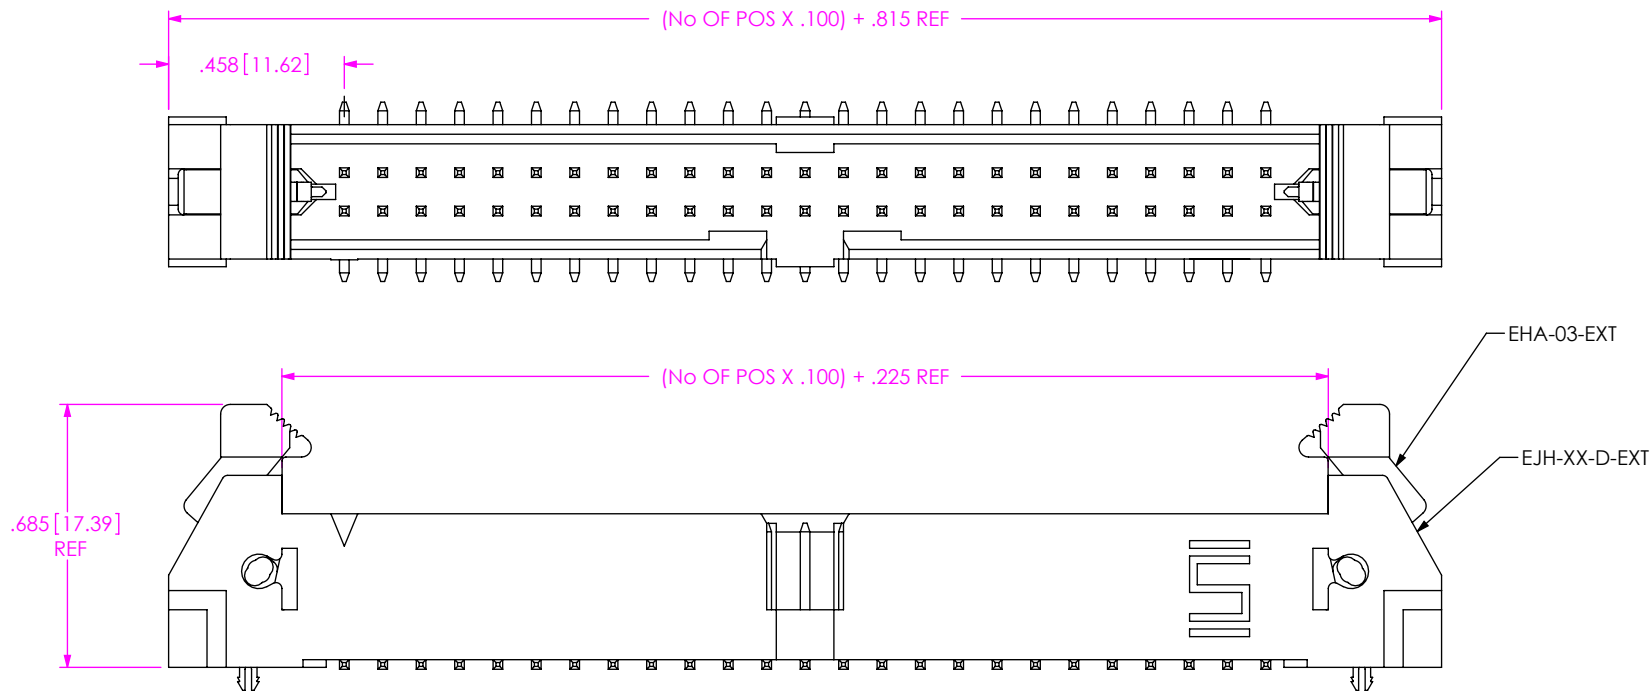 (No OF POS X .100) + .815 REF
.458[11.62]
EHA-03-EXT
(No OF POS X .100) + .225 REF
EJH-XX-D-EXT
.685[17.39]
REF